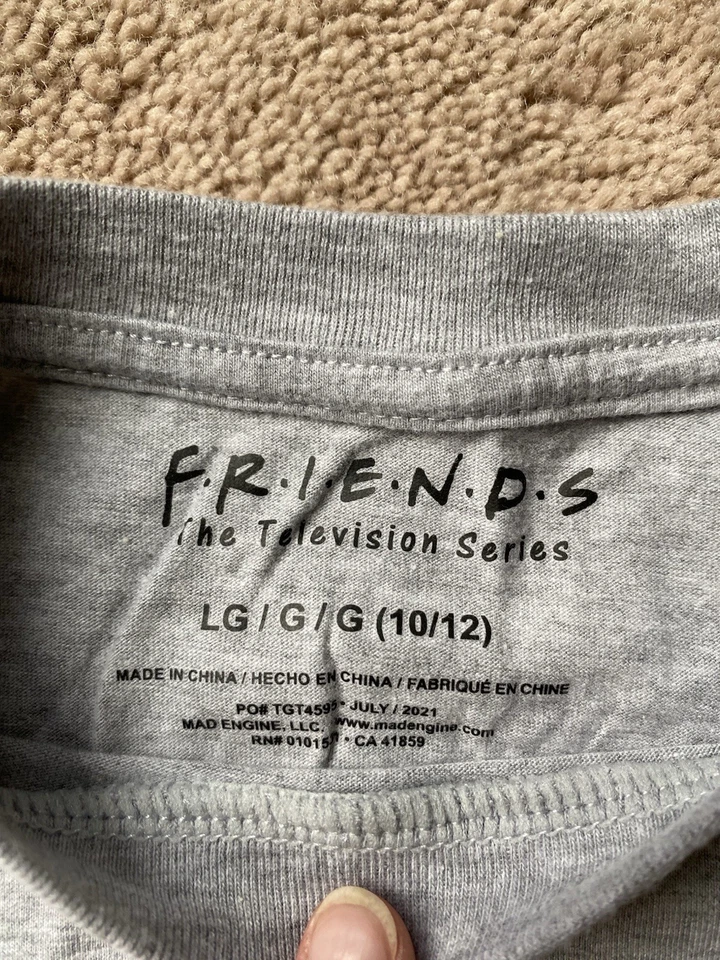 F·R·I·E·N·D·S
The Television Series
LG / G / G (10/12)
MADE IN CHINA / HECHO EN CHINA / FABRIQUÉ EN CHINE
PO# • JULY / 2021
MAD ENGINE, LLC. www.madengine.com
RN# • CA 41859